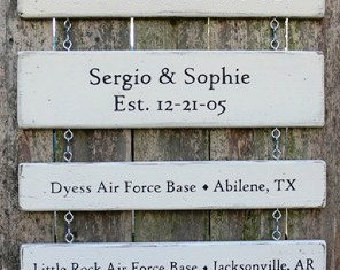 Sergio & Sophie
Est. 12-21-05
Dyess Air Force Base • Abilene, TX
Little Rock Air Force Base • Jacksonville, AR